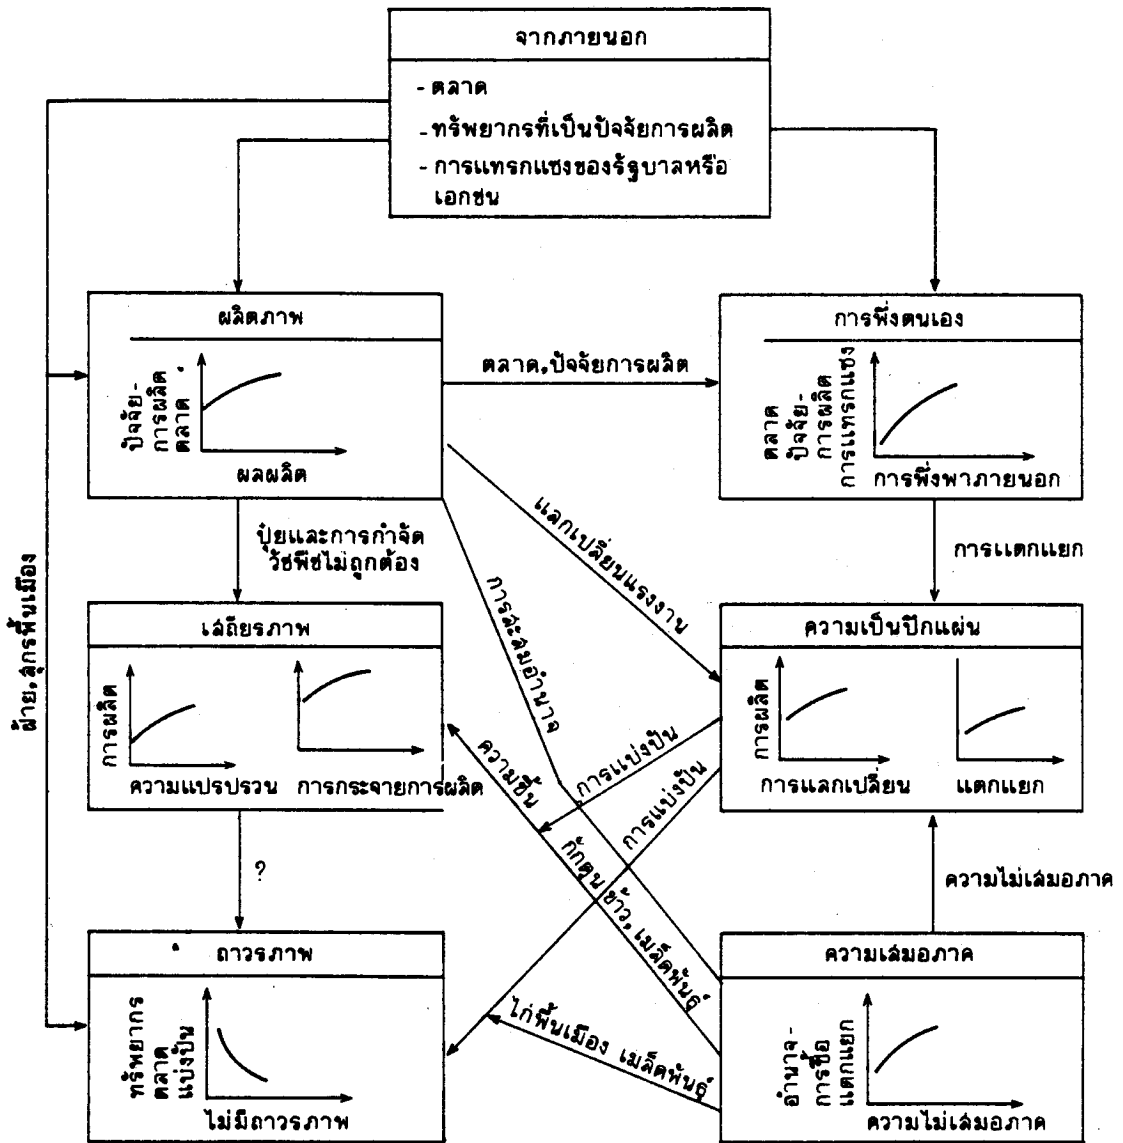 จากภายนอก
- ตลาด
- ทรัพยากรที่เป็นปัจจัยการผลิต
- การแทรกแซงของรัฐบาลหรือ
เอกชน
ผลิตภาพ
ปัจจัย-
การผลิต
ตลาด
ผลผลิต
ตลาด,ปัจจัยการผลิต
การพึ่งตนเอง
ตลาด
ปัจจัย-
การผลิต
การแทรกแซง
การพึ่งพาภายนอก
ฝ้าย,สุกรพื้นเมือง
ปุ๋ยและการกำจัด
วัชพืชไม่ถูกต้อง
แลกเปลี่ยนแรงงาน
การสะสมอำนาจ
การแตกแยก
เสถียรภาพ
การผลิต
ความแปรปรวน
การกระจายการผลิต
ความเป็นปึกแผ่น
การผลิต
การแลกเปลี่ยน
แตกแยก
ความชื้น
การแบ่งปัน
การแบ่งปัน
กักตุนข้าว, เมล็ดพันธุ์
?
ความไม่เสมอภาค
ถาวรภาพ
ทรัพยากร
ตลาด
แบ่งปัน
ไม่มีถาวรภาพ
ไก่พื้นเมือง เมล็ดพันธุ์
ความเสมอภาค
อำนาจ-
การซื้อ
แตกแยก
ความไม่เสมอภาค